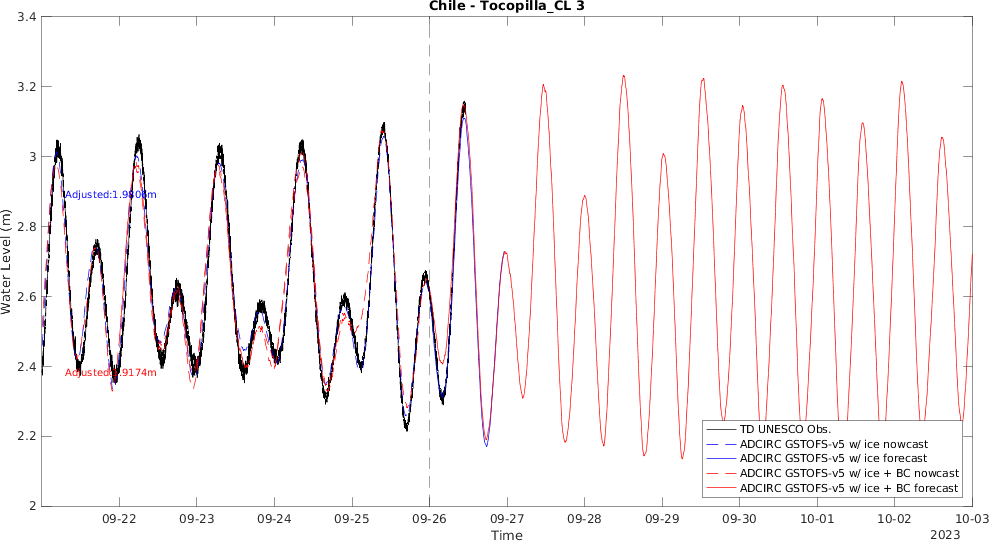 Chile - Tocopilla_CL 3
3.4
3.2
3
2.8
2.6
2.4
2.2
2
Water Level (m)
Adjusted:1.9806m
TD UNESCO Obs.
ADCIRC GSTOFS-v5 w/ ice nowcast
ADCIRC GSTOFS-v5 w/ ice forecast
ADCIRC GSTOFS-v5 w/ ice + BC nowcast
ADCIRC GSTOFS-v5 w/ ice + BC forecast
09-22 09-23 09-24 09-25 09-26 09-27 09-28 09-29 09-30 10-01 10-02 10-03
Time
2023